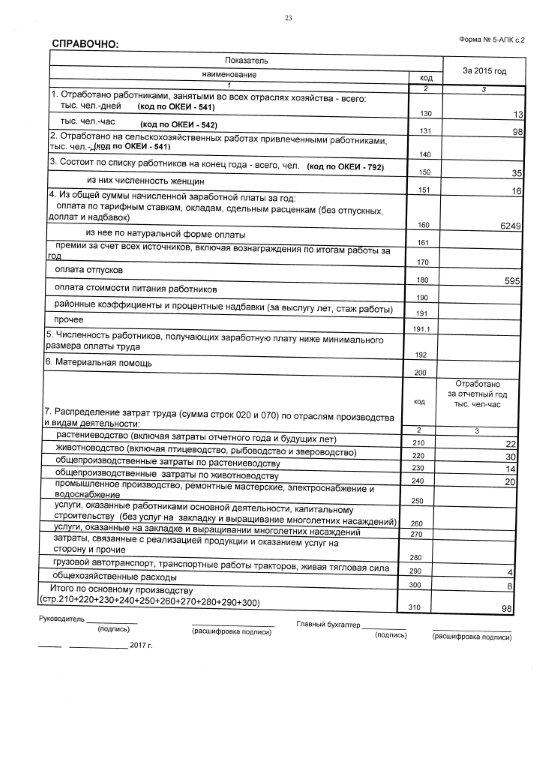 23
Форма № 5-АПК с.2
СПРАВОЧНО:
Показатель
За 2015 год
наименование
код
1
2
3
1. Отработано работниками, занятыми во всех отраслях хозяйства - всего:
тыс. чел.-дней (код по ОКЕИ - 541)
130
13
тыс. чел.-час (код по ОКЕИ - 542)
131
98
2. Отработано на сельскохозяйственных работах привлеченными работниками,
тыс. чел.-,(код по ОКЕИ - 541)
140
3. Состоит по списку работников на конец года - всего, чел. (код по ОКЕИ - 792)
150
35
из них численность женщин
151
16
4. Из общей суммы начисленной заработной платы за год:
оплата по тарифным ставкам, окладам, сдельным расценкам (без отпускных,
доплат и надбавок)
160
6249
из нее по натуральной форме оплаты
161
премии за счет всех источников, включая вознаграждения по итогам работы за
год
170
оплата отпусков
180
595
оплата стоимости питания работников
190
районные коэффициенты и процентные надбавки (за выслугу лет, стаж работы)
191
прочее
191.1
5. Численность работников, получающих заработную плату ниже минимального
размера оплаты труда
192
6. Материальная помощь
200
7. Распределение затрат труда (сумма строк 020 и 070) по отраслям производства
и видам деятельности:
код
Отработано
за отчетный год
тыс. чел-час
2
3
растениеводство (включая затраты отчетного года и будущих лет)
210
22
животноводство (включая птицеводство, рыбоводство и звероводство)
220
30
общепроизводственные затраты по растениеводству
230
14
общепроизводственные затраты по животноводству
240
20
промышленное производство, ремонтные мастерские, электроснабжение и
водоснабжение
250
услуги, оказанные работниками основной деятельности, капитальному
строительству (без услуг на закладку и выращивание многолетних насаждений)
260
услуги, оказанные на закладке и выращивании многолетних насаждений
270
затраты, связанные с реализацией продукции и оказанием услуг на
сторону и прочие
280
грузовой автотранспорт, транспортные работы тракторов, живая тягловая сила
290
4
общехозяйственные расходы
300
8
Итого по основному производству
(стр.210+220+230+240+250+260+270+280+290+300)
310
98
Руководитель
(подпись)
(расшифровка подписи)
Главный бухгалтер
(подпись)
(расшифровка подписи)
2017 г.